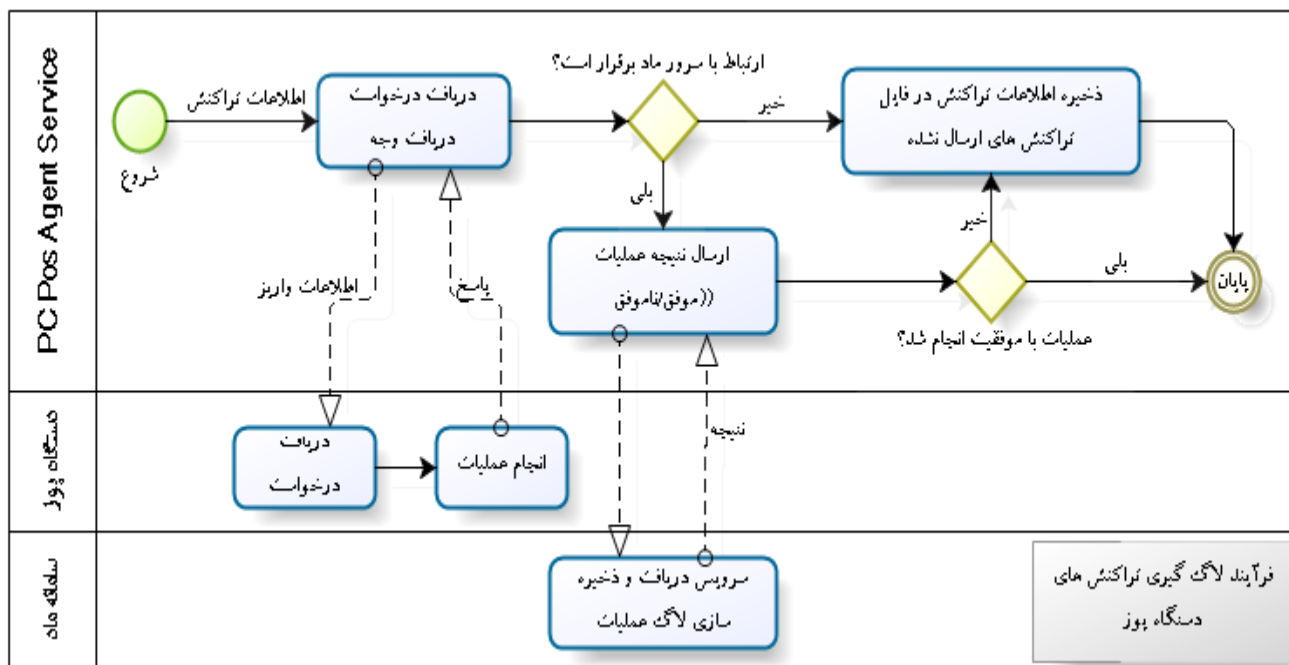 PC Pos Agent Service
شروع
اطلاعات تراکنش
دریافت درخواست
دریافت وجه
ارتباط با سرور ماد برقرار است؟
خیر
بلی
ذخیره اطلاعات تراکنش در فایل
تراکنش های ارسال نشده
ارسال نتیجه عملیات
((موفق/ناموفق
خیر
بلی
عملیات با موفقیت انجام شد؟
پایان
اطلاعات واریز
پاسخ
دستگاه پوز
دریافت
درخواست
انجام عملیات
نتیجه
سامانه ماد
سرویس دریافت و ذخیره
سازی لاگ عملیات
فرآیند لاگ گیری تراکنش های
دستگاه پوز